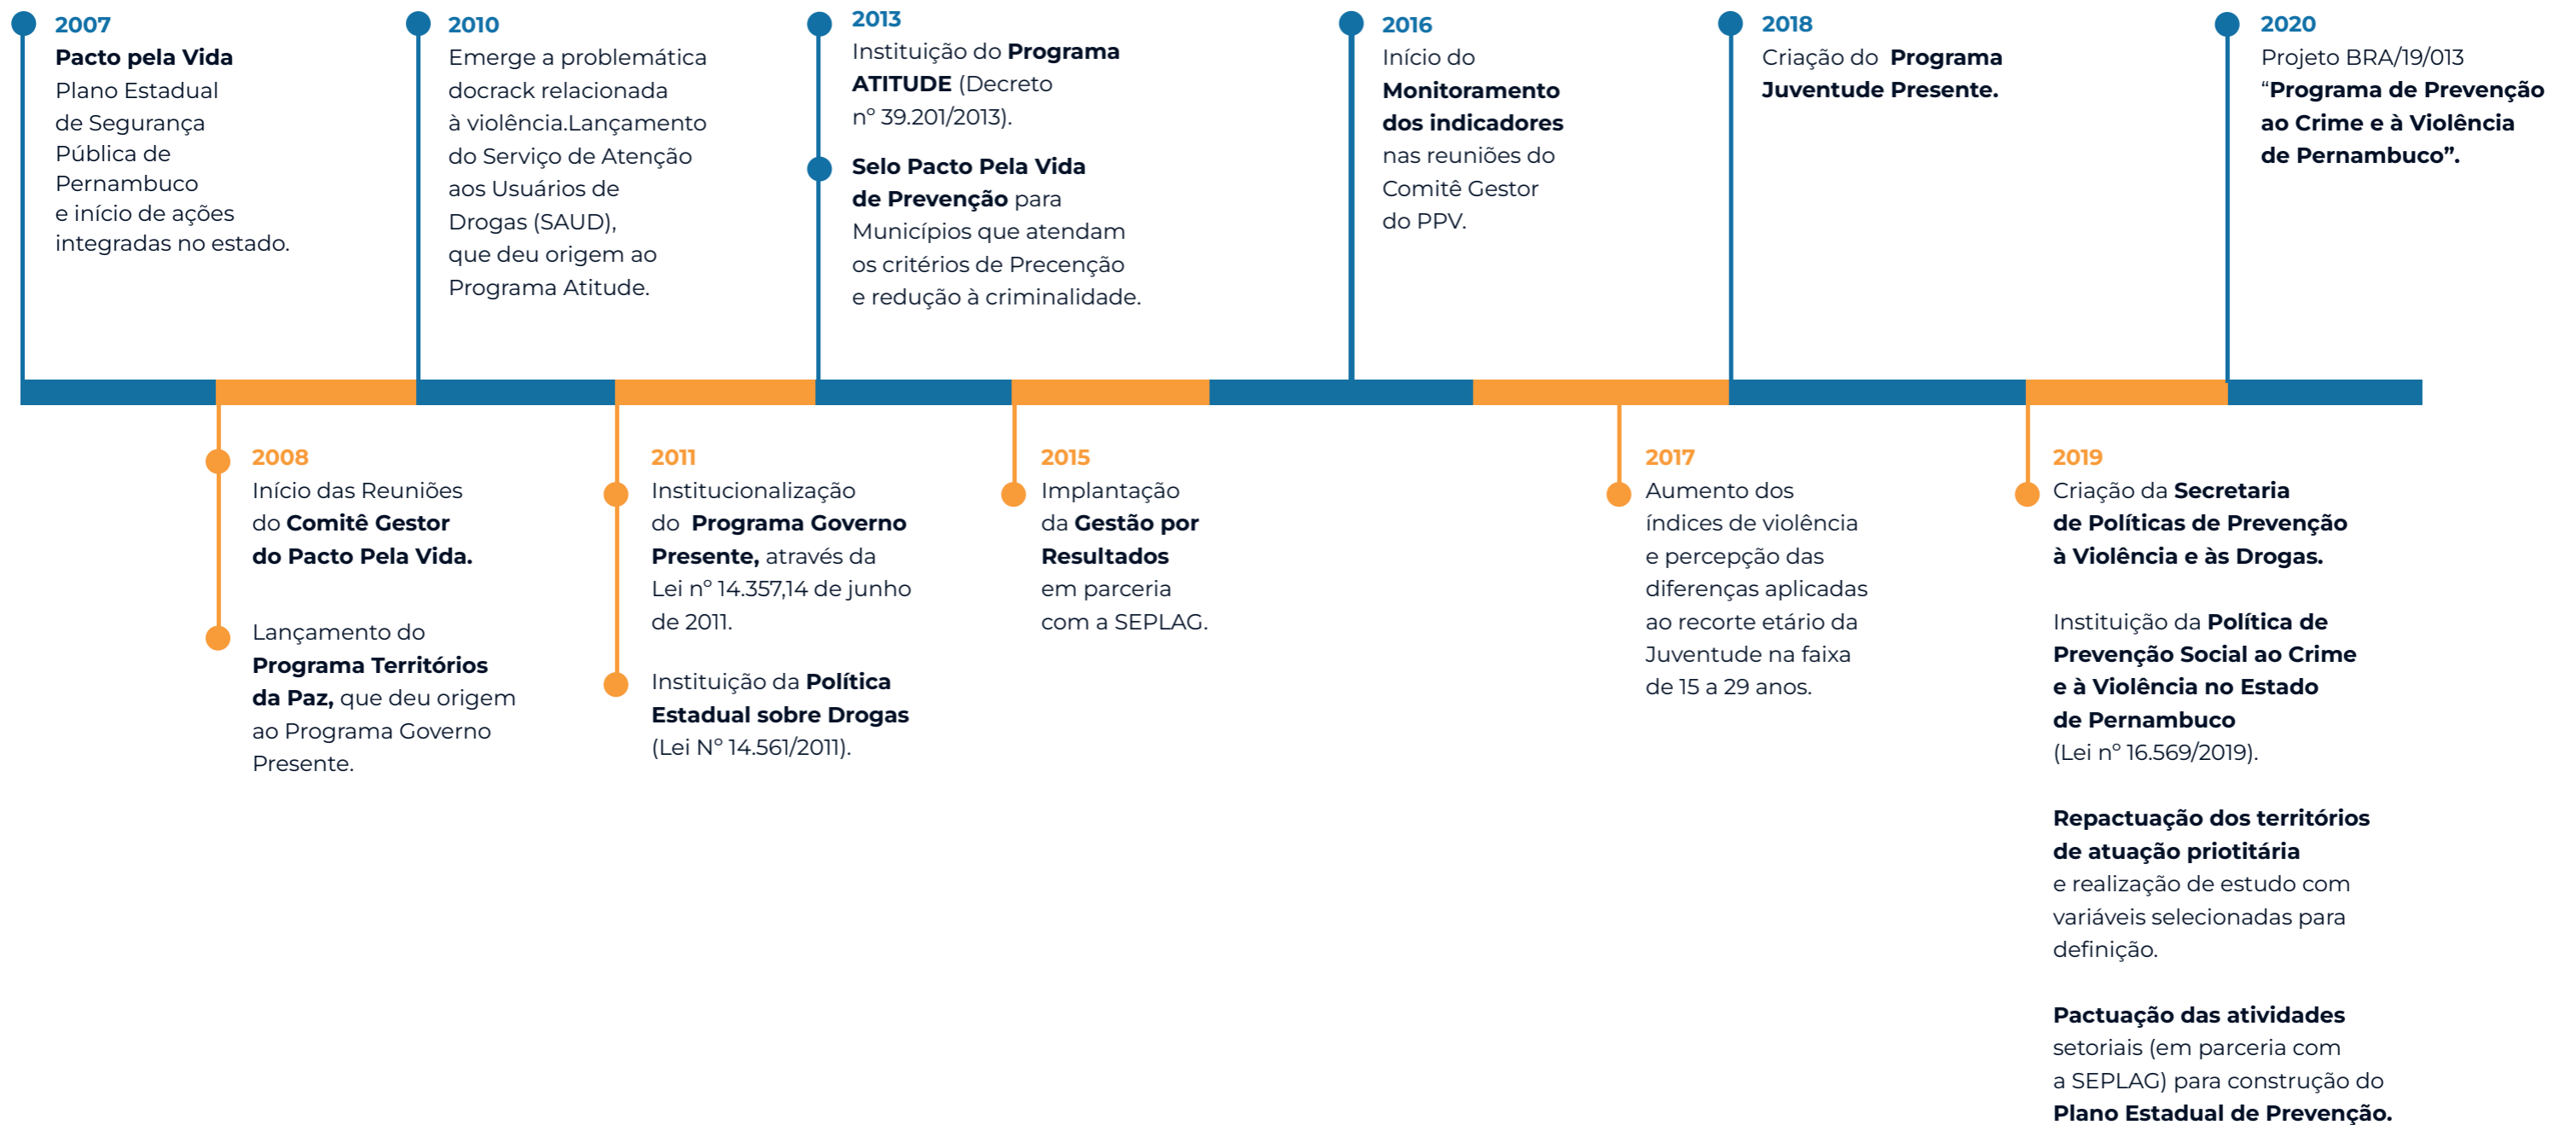 2007
Pacto pela Vida
Plano Estadual
de Segurança
Pública de
Pernambuco
e início de ações
integradas no estado.
2010
Emerge a problemática
docrack relacionada
à violência.Lançamento
do Serviço de Atenção
aos Usuários de
Drogas (SAUD),
que deu origem ao
Programa Atitude.
2013
Instituição do Programa
ATITUDE (Decreto
nº 39.201/2013).
Selo Pacto Pela Vida
de Prevenção para
Municípios que atendam
os critérios de Precenção
e redução à criminalidade.
2016
Início do
Monitoramento
dos indicadores
nas reuniões do
Comitê Gestor
do PPV.
2018
Criação do Programa
Juventude Presente.
2020
Projeto BRA/19/013
“Programa de Prevenção
ao Crime e à Violência
de Pernambuco”.
2008
Início das Reuniões
do Comitê Gestor
do Pacto Pela Vida.
Lançamento do
Programa Territórios
da Paz, que deu origem
ao Programa Governo
Presente.
2011
Institucionalização
do Programa Governo
Presente, através da
Lei nº 14.357,14 de junho
de 2011.
Instituição da Política
Estadual sobre Drogas
(Lei Nº 14.561/2011).
2015
Implantação
da Gestão por
Resultados
em parceria
com a SEPLAG.
2017
Aumento dos
índices de violência
e percepção das
diferenças aplicadas
ao recorte etário da
Juventude na faixa
de 15 a 29 anos.
2019
Criação da Secretaria
de Políticas de Prevenção
à Violência e às Drogas.
Instituição da Política de
Prevenção Social ao Crime
e à Violência no Estado
de Pernambuco
(Lei nº 16.569/2019).
Repactuação dos territórios
de atuação priotitária
e realização de estudo com
variáveis selecionadas para
definição.
Pactuação das atividades
setoriais (em parceria com
a SEPLAG) para construção do
Plano Estadual de Prevenção.